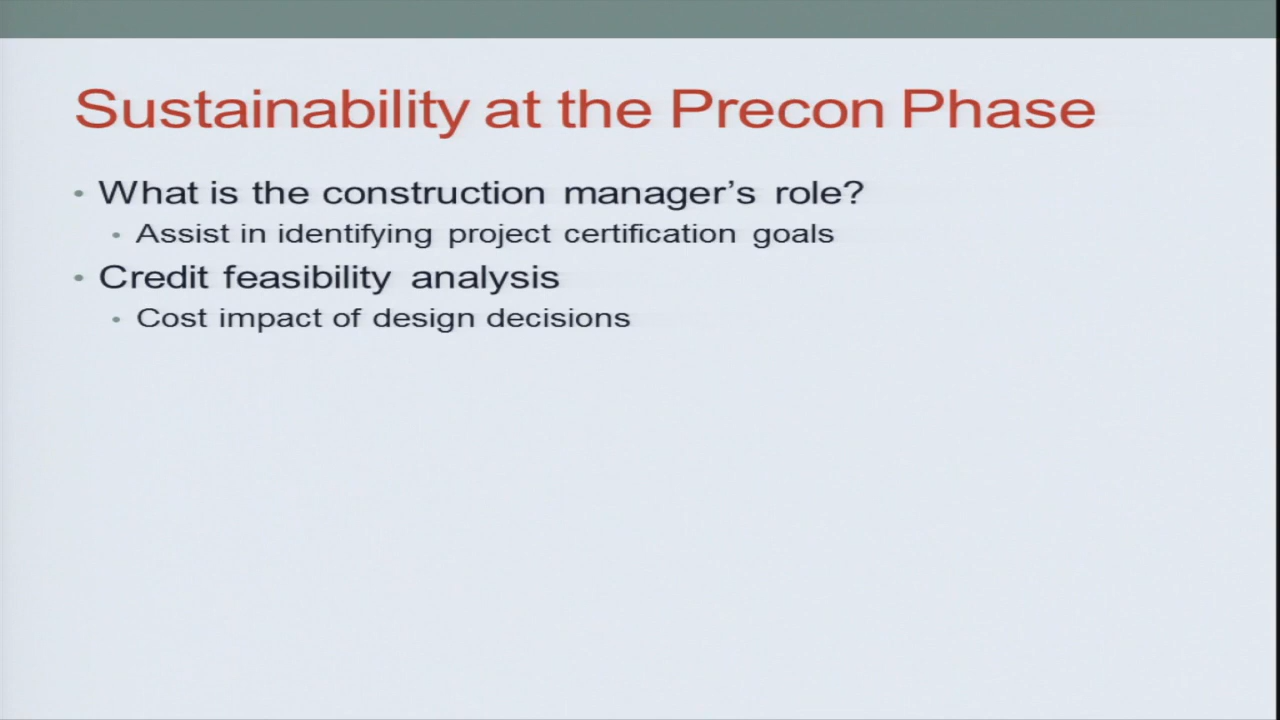 Sustainability at the Precon Phase
• What is the construction manager's role?
• Assist in identifying project certification goals
• Credit feasibility analysis
• Cost impact of design decisions